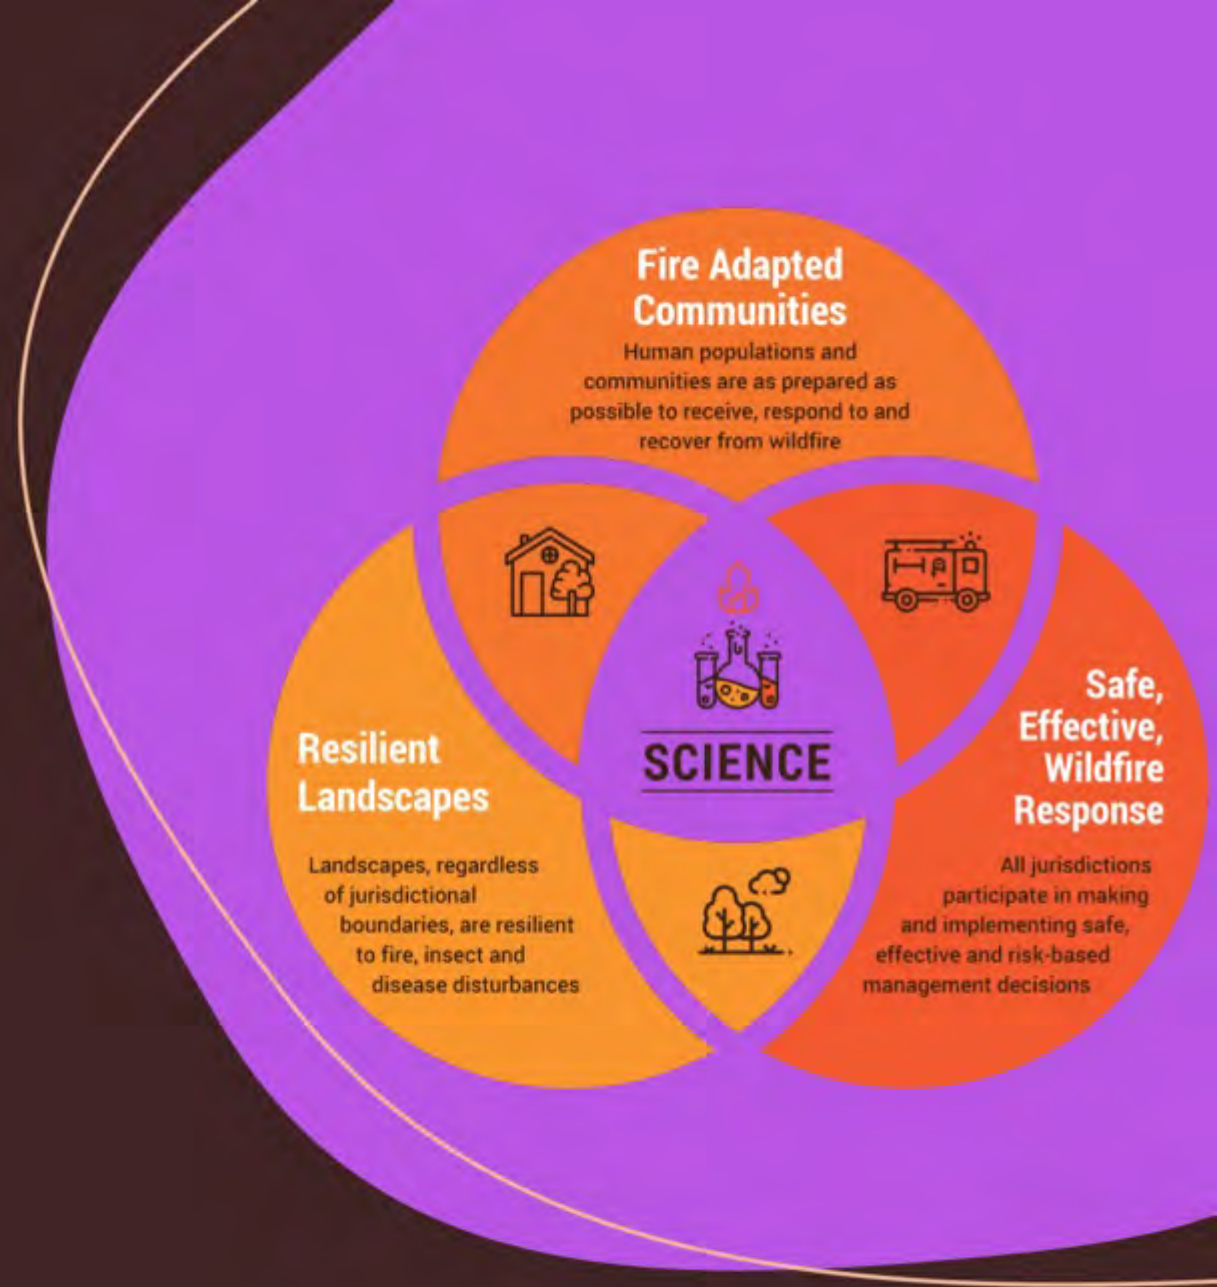 Fire Adapted
Communities
Human populations and
communities are as prepared as
possible to receive, respond to and
recover from wildfire
SCIENCE
Resilient
Landscapes
Landscapes, regardless
of jurisdictional
boundaries, are resilient
to fire, insect and
disease disturbances
Safe,
Effective,
Wildfire
Response
All jurisdictions
participate in making
and implementing safe,
effective and risk-based
management decisions